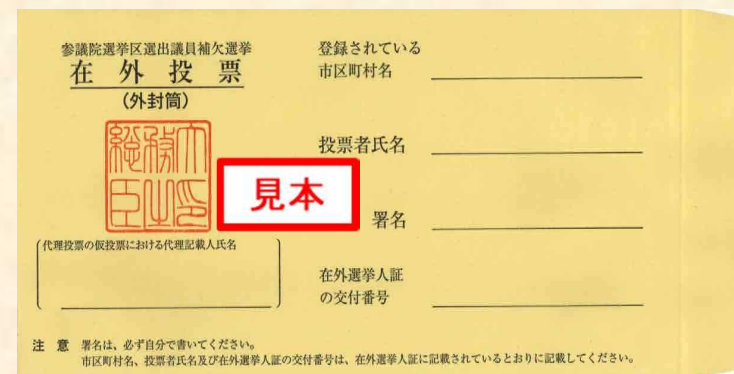 参議院選挙区選出議員補欠選挙
在外投票
(外封筒)
総務大臣之印
見本
(代理投票の仮投票における代理記載人氏名)
登録されている
市区町村名
投票者氏名
署名
在外選挙人証
の交付番号
注意 署名は、必ず自分で書いてください。
市区町村名、投票者氏名及び在外選挙人証の交付番号は、在外選挙人証に記載されているとおりに記載してください。